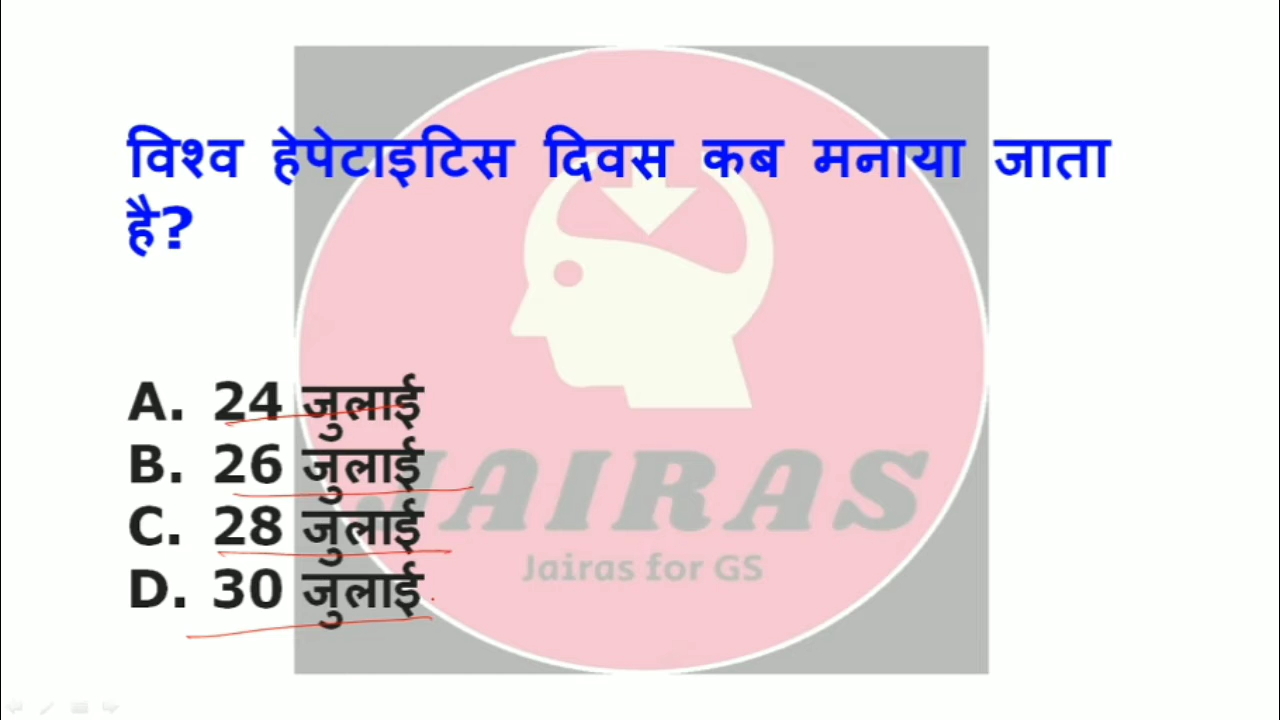 विश्व हेपेटाइटिस दिवस कब मनाया जाता
है?
A. 24 जुलाई
B. 26 जुलाई
C. 28 जुलाई
D. 30 जुलाई
JAIRAS
Jairas for GS